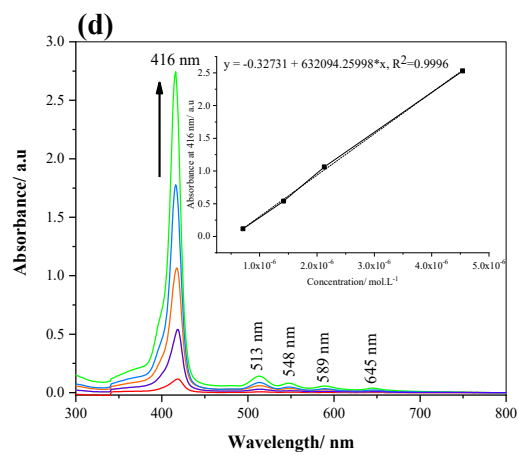 (d)
416 nm
y = -0.32731 + 632094.25998*x, R²=0.9996
2.5
2.0
1.5
1.0
0.5
0.0
Absorbance at 416 nm/ a.u
1.0x10⁻⁶ 2.0x10⁻⁶ 3.0x10⁻⁶ 4.0x10⁻⁶ 5.0x10⁻⁶
Concentration/ mol.L⁻¹
3.0
2.5
2.0
1.5
1.0
0.5
0.0
Absorbance/ a.u
513 nm
548 nm
589 nm
645 nm
300 400 500 600 700 800
Wavelength/ nm